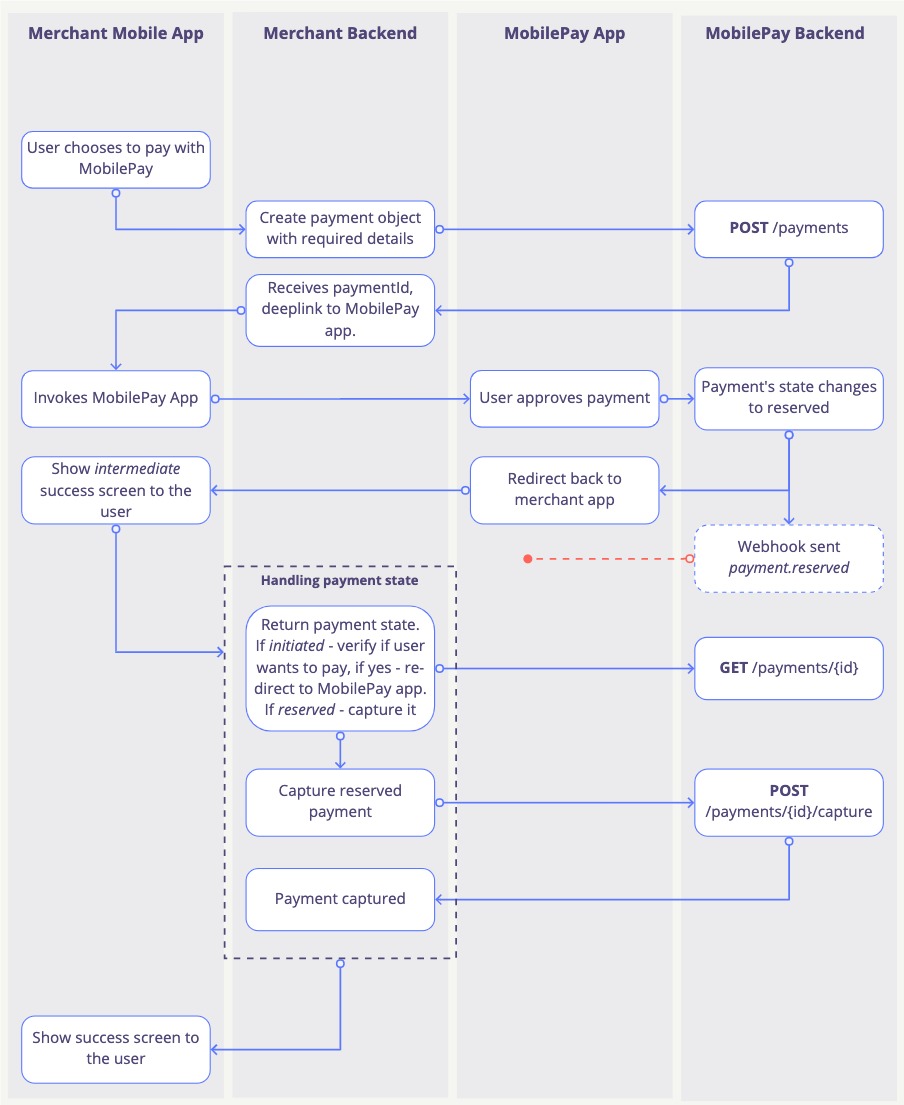 Merchant Mobile App
Merchant Backend
MobilePay App
MobilePay Backend
User chooses to pay with
MobilePay
Create payment object
with required details
POST /payments
Receives paymentId,
deeplink to MobilePay
app.
Invokes MobilePay App
User approves payment
Payment's state changes
to reserved
Show intermediate
success screen to the
user
Redirect back to
merchant app
Webhook sent
payment.reserved
Handling payment state
Return payment state.
If initiated - verify if user
wants to pay, if yes - re-
direct to MobilePay app.
If reserved - capture it
GET /payments/{id}
Capture reserved
payment
POST
/payments/{id}/capture
Payment captured
Show success screen to
the user